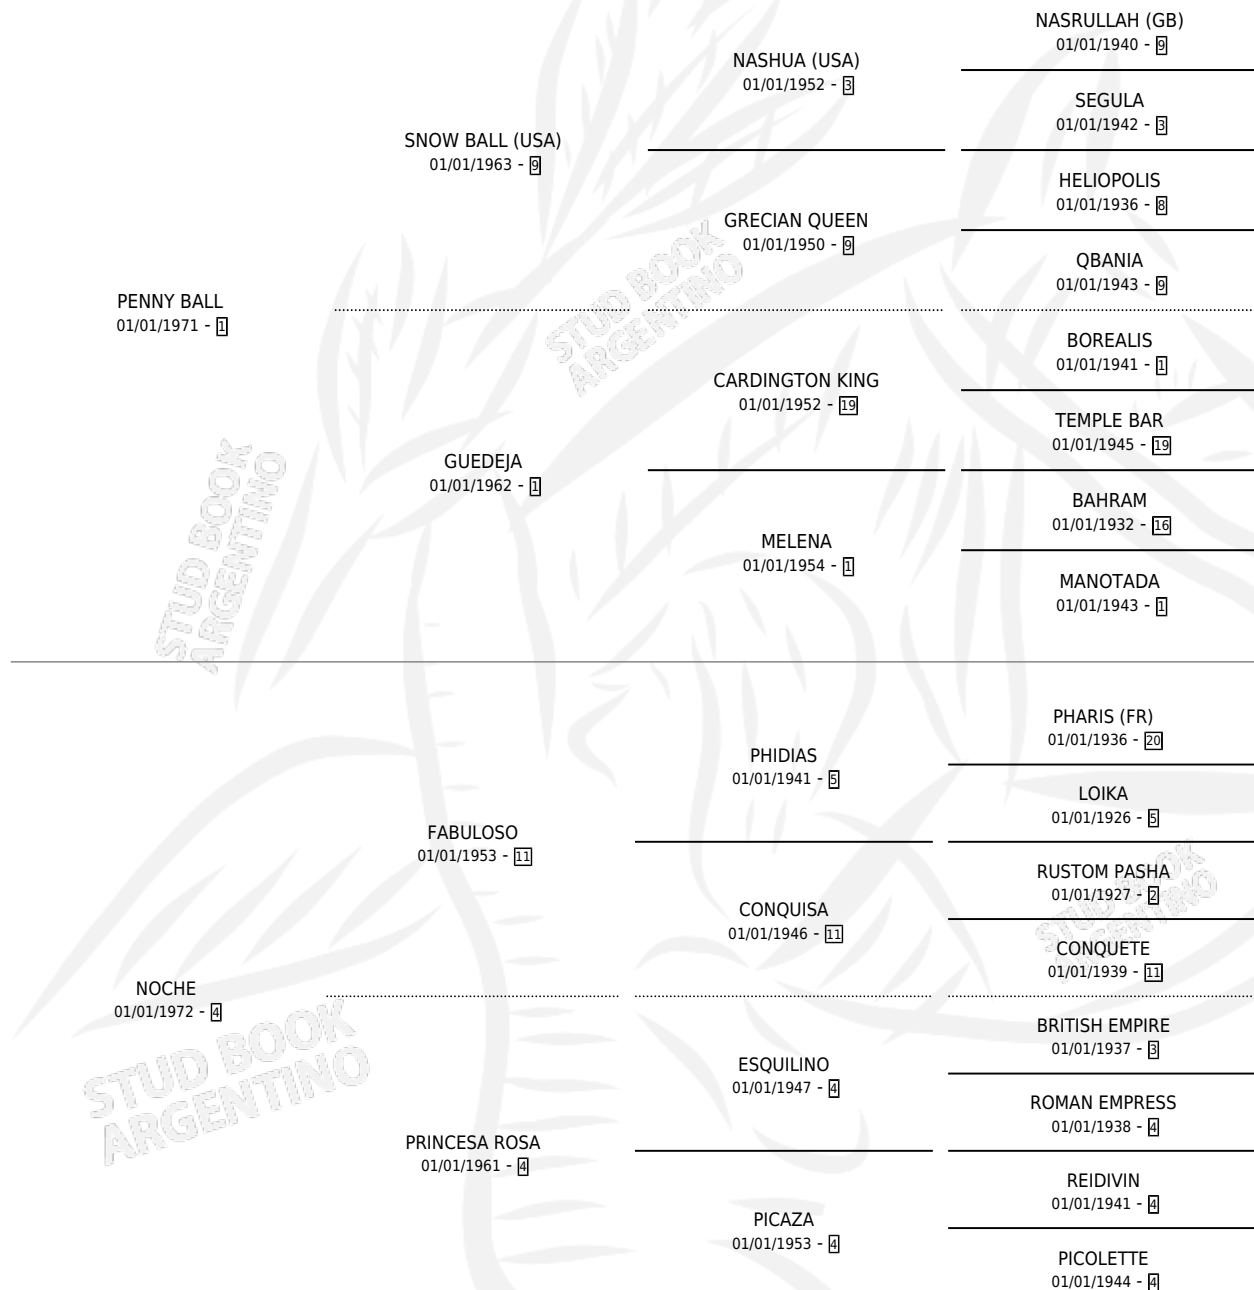 NASRULLAH (GB)
01/01/1940 - 9
NASHUA (USA)
01/01/1952 - 3
SEGULA
01/01/1942 - 3
SNOW BALL (USA)
01/01/1963 - 9
HELIOPOLIS
01/01/1936 - 8
GRECIAN QUEEN
01/01/1950 - 9
QBANIA
01/01/1943 - 9
PENNY BALL
01/01/1971 - 1
BOREALIS
01/01/1941 - 1
CARDINGTON KING
01/01/1952 - 19
TEMPLE BAR
01/01/1945 - 19
GUEDEJA
01/01/1962 - 1
BAHRAM
01/01/1932 - 16
MELENA
01/01/1954 - 1
MANOTADA
01/01/1943 - 1
STUD BOOK
ARGENTINO
STUD BOOK
ARGENTINO
PHARIS (FR)
01/01/1936 - 20
PHIDIAS
01/01/1941 - 5
LOIKA
01/01/1926 - 5
FABULOSO
01/01/1953 - 11
RUSTOM PASHA
01/01/1927 - 2
CONQUISA
01/01/1946 - 11
CONQUETE
01/01/1939 - 11
STUD BOOK
ARGENTINO
NOCHE
01/01/1972 - 4
BRITISH EMPIRE
01/01/1937 - 3
ESQUILINO
01/01/1947 - 4
ROMAN EMPRESS
01/01/1938 - 4
STUD BOOK
ARGENTINO
PRINCESA ROSA
01/01/1961 - 4
REIDIVIN
01/01/1941 - 4
PICAZA
01/01/1953 - 4
PICOLETTE
01/01/1944 - 4